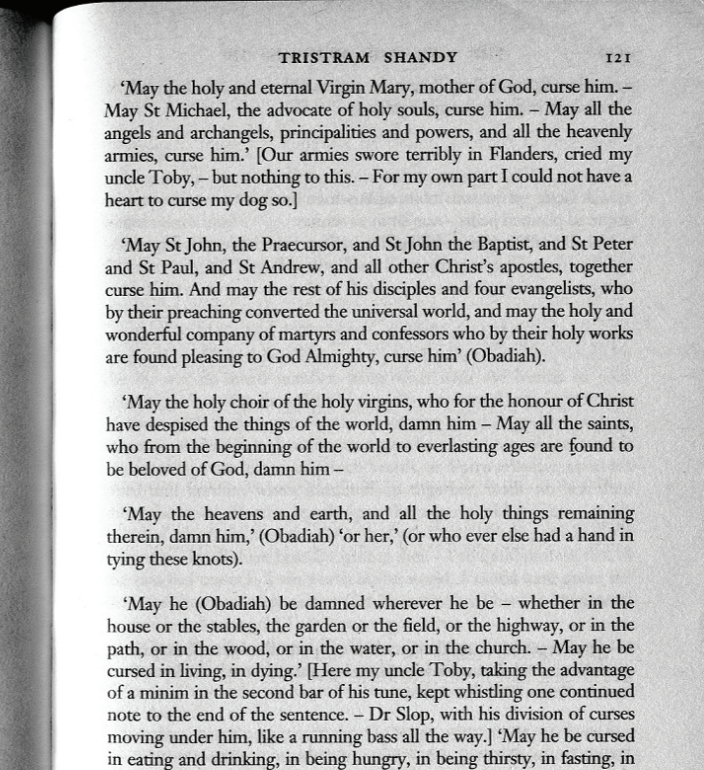 TRISTRAM SHANDY 121
‘May the holy and eternal Virgin Mary, mother of God, curse him. –
May St Michael, the advocate of holy souls, curse him. – May all the
angels and archangels, principalities and powers, and all the heavenly
armies, curse him.’ [Our armies swore terribly in Flanders, cried my
uncle Toby, – but nothing to this. – For my own part I could not have a
heart to curse my dog so.]
‘May St John, the Praecursor, and St John the Baptist, and St Peter
and St Paul, and St Andrew, and all other Christ’s apostles, together
curse him. And may the rest of his disciples and four evangelists, who
by their preaching converted the universal world, and may the holy and
wonderful company of martyrs and confessors who by their holy works
are found pleasing to God Almighty, curse him’ (Obadiah).
‘May the holy choir of the holy virgins, who for the honour of Christ
have despised the things of the world, damn him – May all the saints,
who from the beginning of the world to everlasting ages are found to
be beloved of God, damn him –
‘May the heavens and earth, and all the holy things remaining
therein, damn him,’ (Obadiah) ‘or her,’ (or who ever else had a hand in
tying these knots).
‘May he (Obadiah) be damned wherever he be – whether in the
house or the stables, the garden or the field, or the highway, or in the
path, or in the wood, or in the water, or in the church. – May he be
cursed in living, in dying.’ [Here my uncle Toby, taking the advantage
of a minim in the second bar of his tune, kept whistling one continued
note to the end of the sentence. – Dr Slop, with his division of curses
moving under him, like a running bass all the way.] ‘May he be cursed
in eating and drinking, in being hungry, in being thirsty, in fasting, in